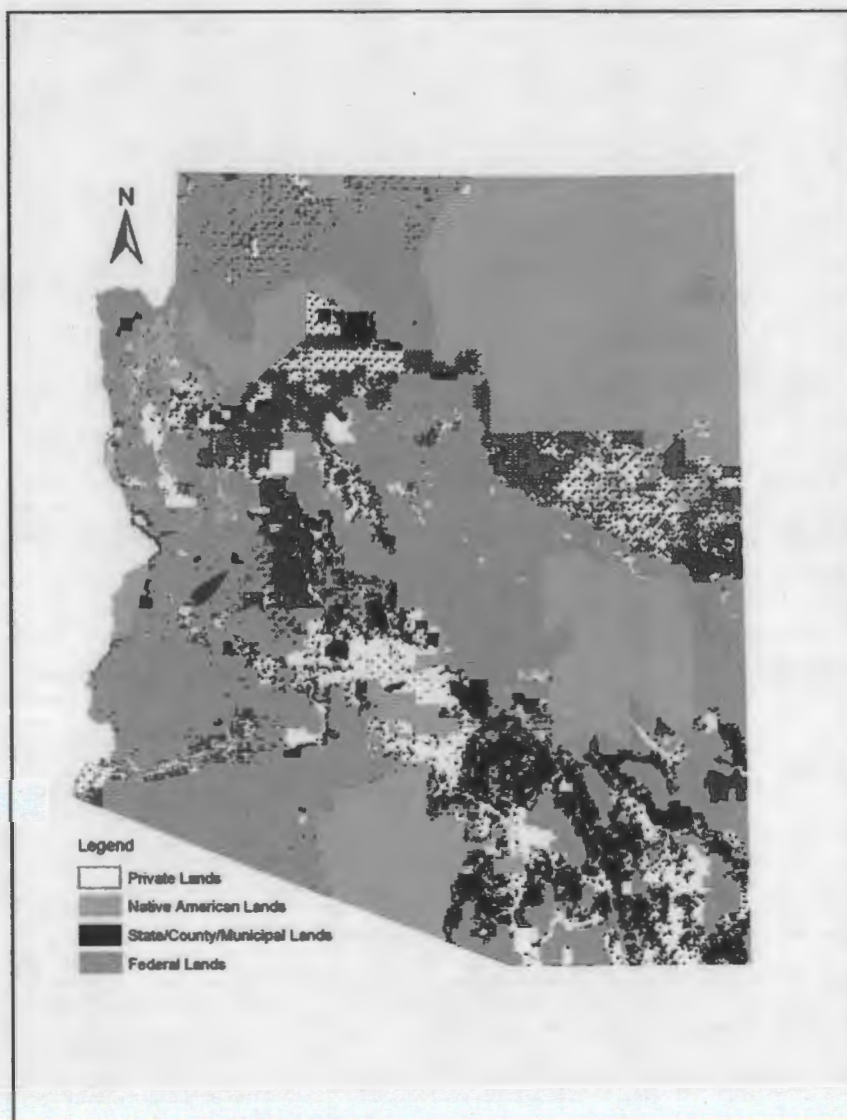 N
Legend
Private Lands
Native American Lands
State/County/Municipal Lands
Federal Lands